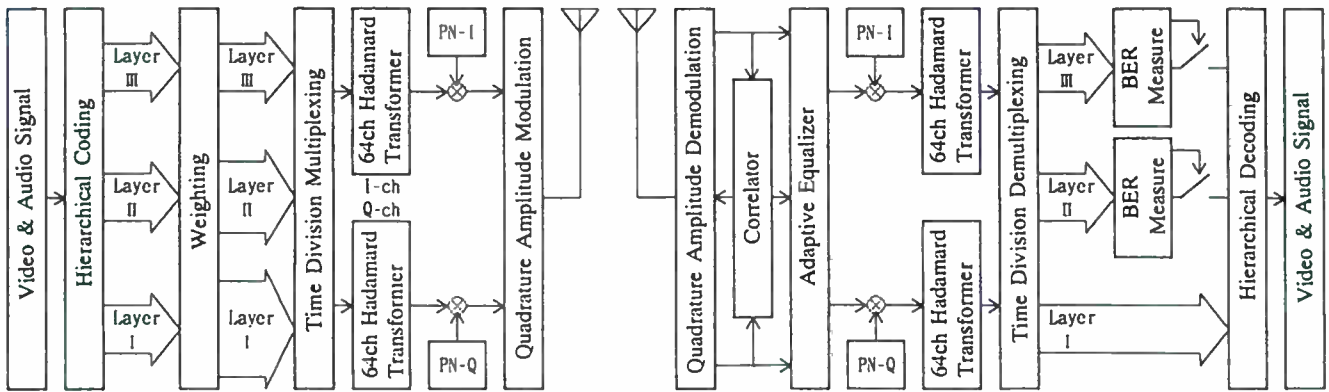 Video & Audio Signal
Hierarchical Coding
Layer
III
Layer
II
Layer
I
Weighting
Layer
III
Layer
II
Layer
I
Time Division Multiplexing
64ch Hadamard
Transformer
I-ch
Q-ch
64ch Hadamard
Transformer
PN-I
PN-Q
Quadrature Amplitude Modulation
Quadrature Amplitude Demodulation
Correlator
Adaptive Equalizer
PN-I
PN-Q
64ch Hadamard
Transformer
64ch Hadamard
Transformer
Time Division Demultiplexing
Layer
III
Layer
II
Layer
I
BER
Measure
BER
Measure
Hierarchical Decoding
Video & Audio Signal